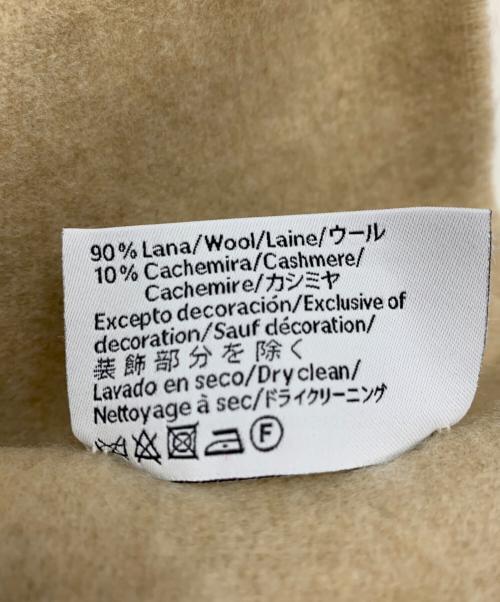 90% Lana/Wool/Laine/ウール
10% Cachemira/Cashmere/
Cachemire/カシミヤ
Excepto decoración/Exclusive of
decoration/Sauf décoration/
装飾部分を除く
Lavado en seco/Dry clean/
Nettoyage à sec/ドライクリーニング
F